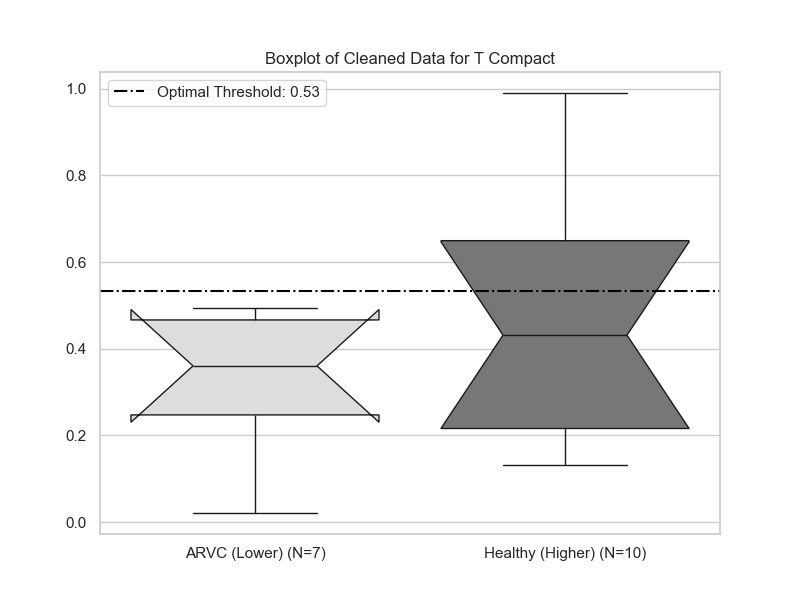 Boxplot of Cleaned Data for T Compact
Optimal Threshold: 0.53
1.0
0.8
0.6
0.4
0.2
0.0
ARVC (Lower) (N=7)
Healthy (Higher) (N=10)